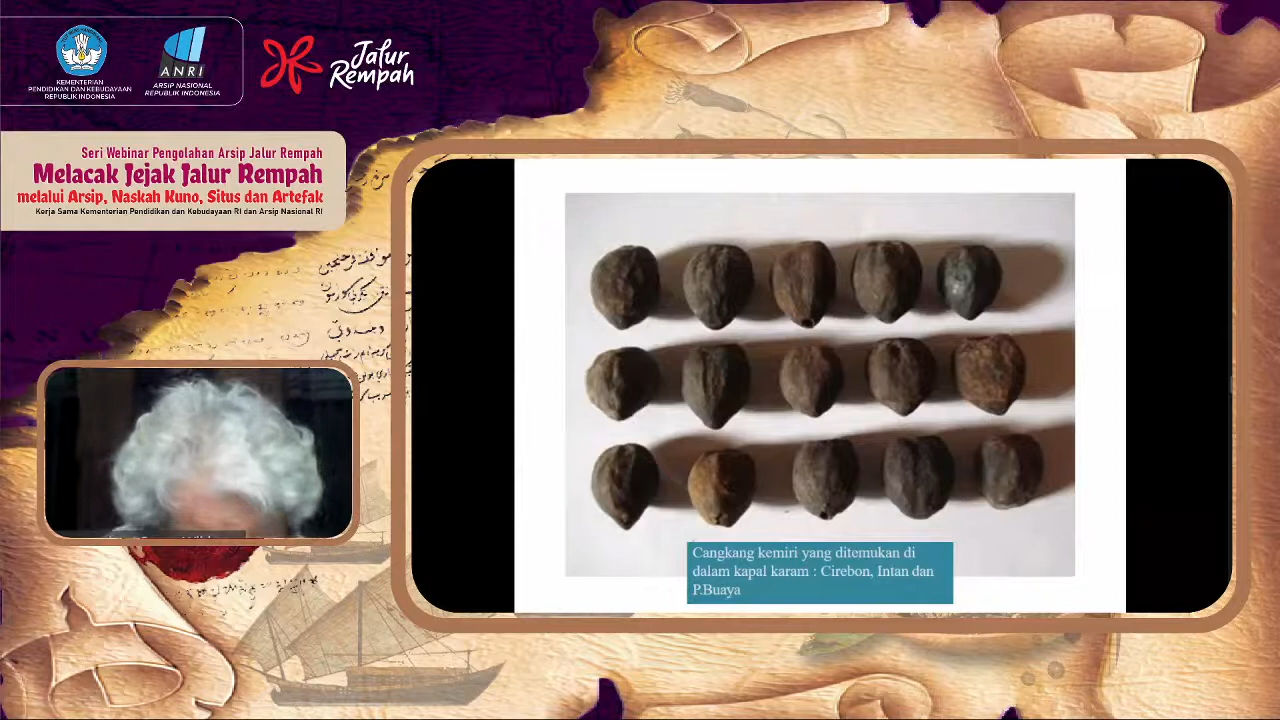 KEMENTERIAN
PENDIDIKAN DAN KEBUDAYAAN
REPUBLIK INDONESIA
ANRI
ARSIP NASIONAL
REPUBLIK INDONESIA
Jalur
Rempah
Seri Webinar Pengolahan Arsip Jalur Rempah
Melacak Jejak Jalur Rempah
melalui Arsip, Naskah Kuno, Situs dan Artefak
Kerja Sama Kementerian Pendidikan dan Kebudayaan RI dan Arsip Nasional RI
Cangkang kemiri yang ditemukan di
dalam kapal karam : Cirebon, Intan dan
P.Buaya